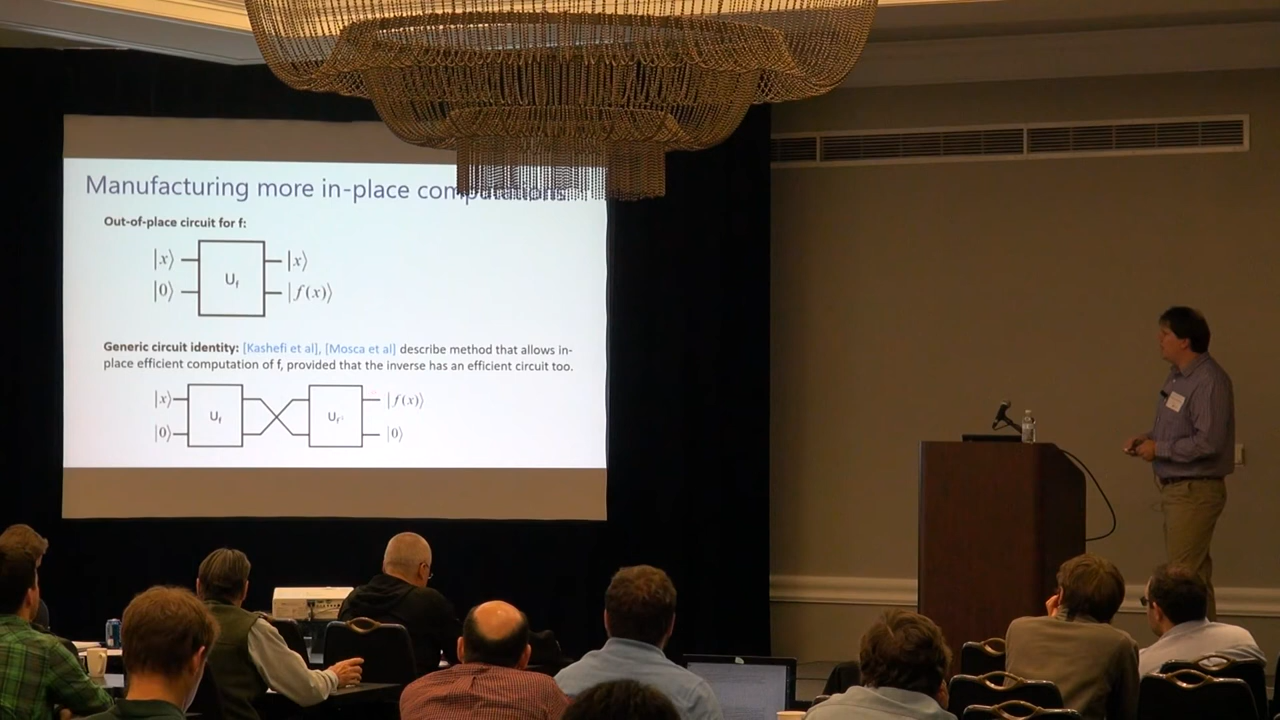 Manufacturing more in-place computations
Out-of-place circuit for f:
|x⟩ U_f |x⟩
|0⟩ |f(x)⟩
Generic circuit identity: [Kashefi et al], [Mosca et al] describe method that allows in-
place efficient computation of f, provided that the inverse has an efficient circuit too.
|x⟩ U_f U_f⁻¹ |f(x)⟩
|0⟩ |0⟩